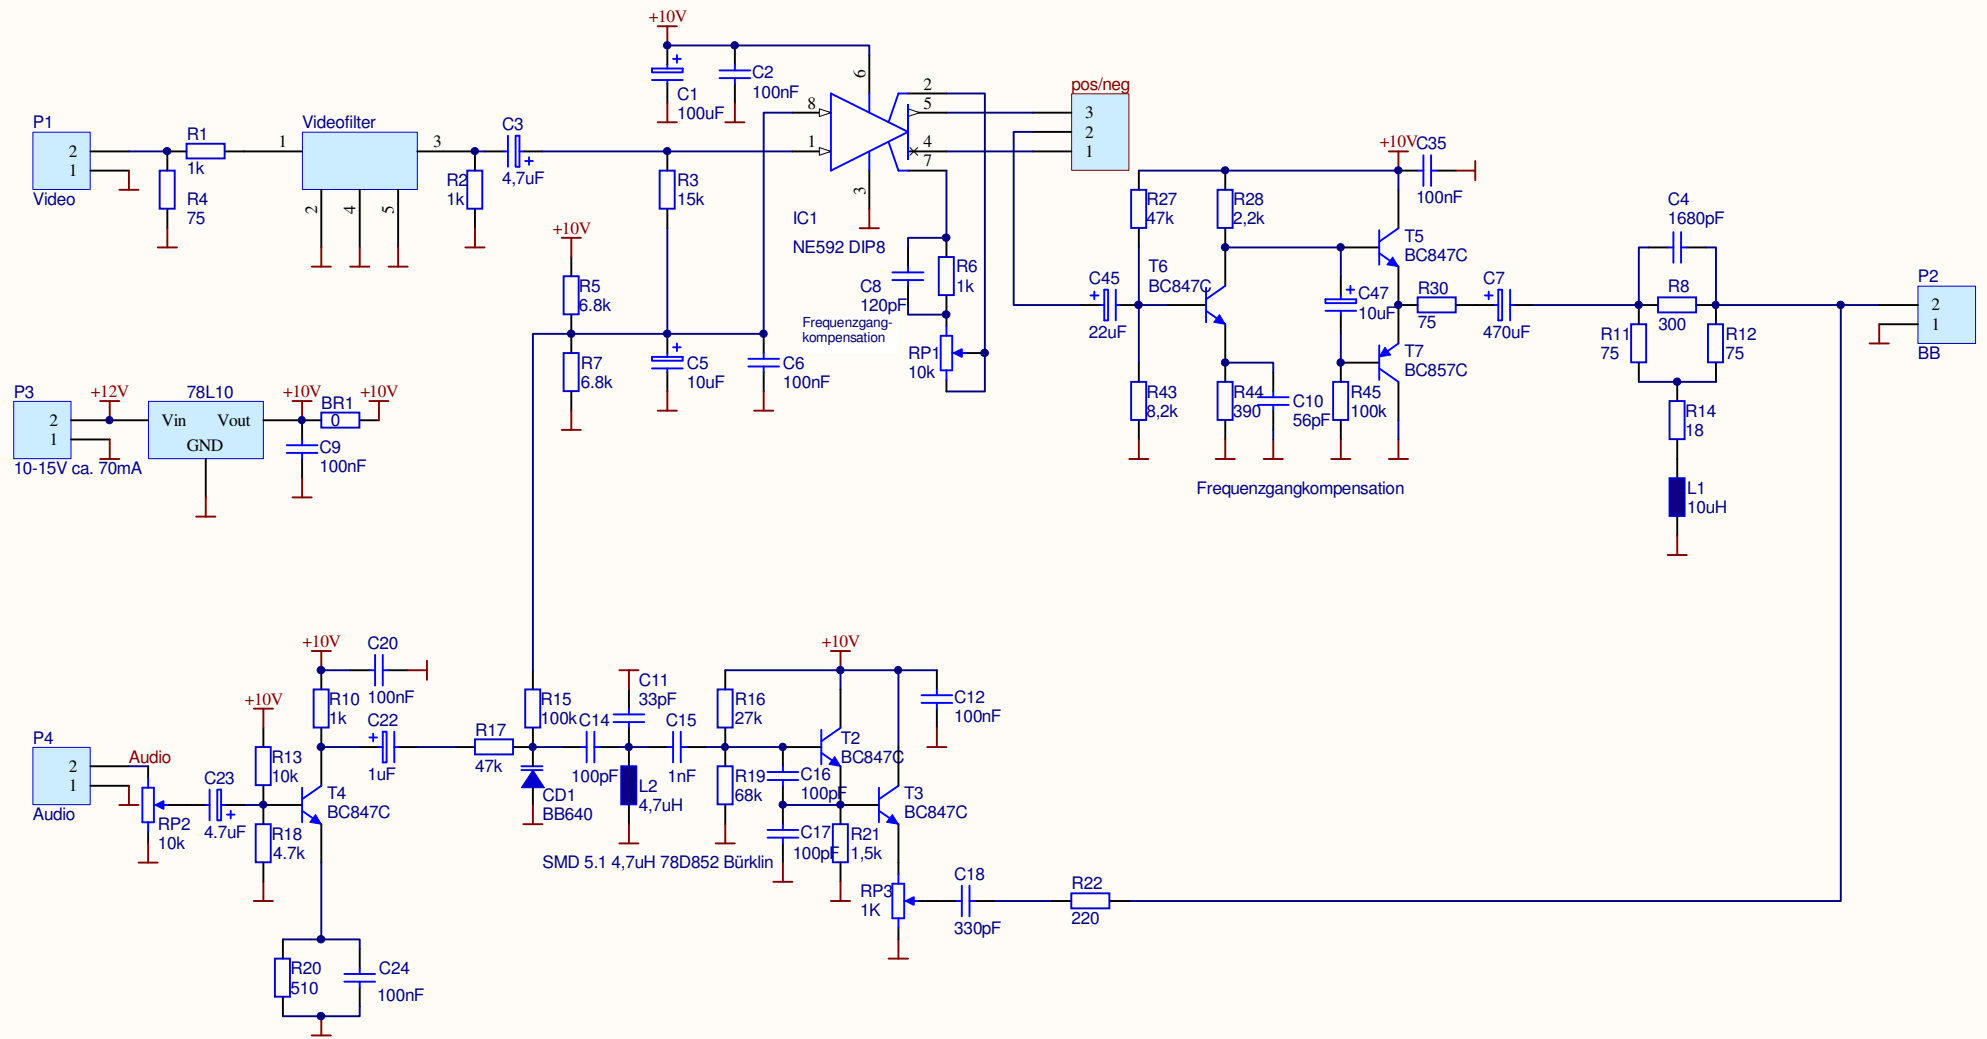 +10V
C1
100uF
C2
100nF
6
8
1
3
2
5
4
7
IC1
NE592 DIP8
pos/neg
3
2
1
P1
2
1
Video
R1
1k
R4
75
1
Videofilter
3
2
4
5
R2
1k
C3
4,7uF
R3
15k
+10V
R5
6.8k
R7
6.8k
C5
10uF
C6
100nF
C8
120pF
Frequenzgang-
kompensation
R6
1k
RP1
10k
+10V
C35
100nF
R27
47k
R28
2,2k
T5
BC847C
T6
BC847C
C45
22uF
C47
10uF
R30
75
C7
470uF
T7
BC857C
R43
8,2k
R44
390
C10
56pF
R45
100k
Frequenzgangkompensation
C4
1680pF
R8
300
R11
75
R12
75
R14
18
L1
10uH
P2
2
1
BB
P3
2
1
10-15V ca. 70mA
+12V
78L10
Vin
Vout
GND
+10V
BR1
0
+10V
C9
100nF
P4
2
1
Audio
Audio
RP2
10k
C23
4.7uF
+10V
R13
10k
R18
4.7k
+10V
C20
100nF
R10
1k
C22
1uF
T4
BC847C
R20
510
C24
100nF
R17
47k
R15
100k
CD1
BB640
C14
100pF
C11
33pF
L2
4,7uH
C15
1nF
SMD 5.1 4,7uH 78D852 Bürklin
R16
27k
R19
68k
+10V
C12
100nF
T2
BC847C
C16
100pF
C17
100pF
T3
BC847C
R21
1,5k
RP3
1K
C18
330pF
R22
220